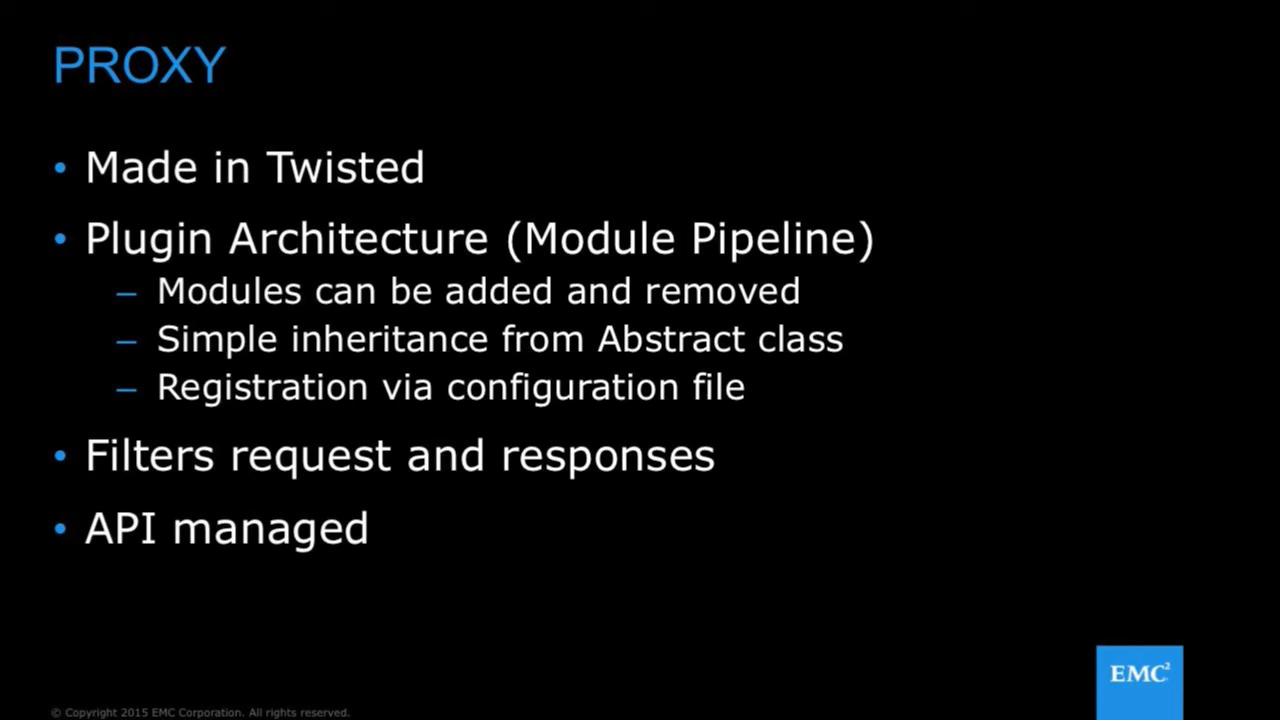 PROXY
• Made in Twisted
• Plugin Architecture (Module Pipeline)
– Modules can be added and removed
– Simple inheritance from Abstract class
– Registration via configuration file
• Filters request and responses
• API managed
EMC²
© Copyright 2015 EMC Corporation. All rights reserved.